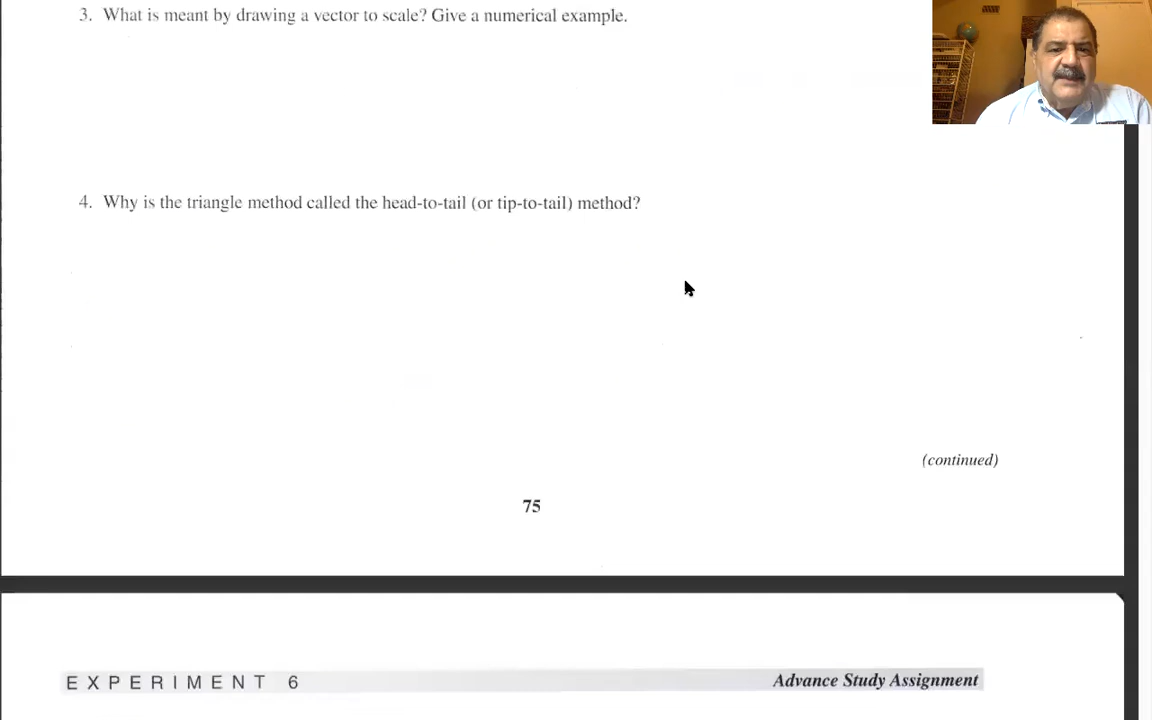 3. What is meant by drawing a vector to scale? Give a numerical example.
4. Why is the triangle method called the head-to-tail (or tip-to-tail) method?
(continued)
75
EXPERIMENT 6
Advance Study Assignment